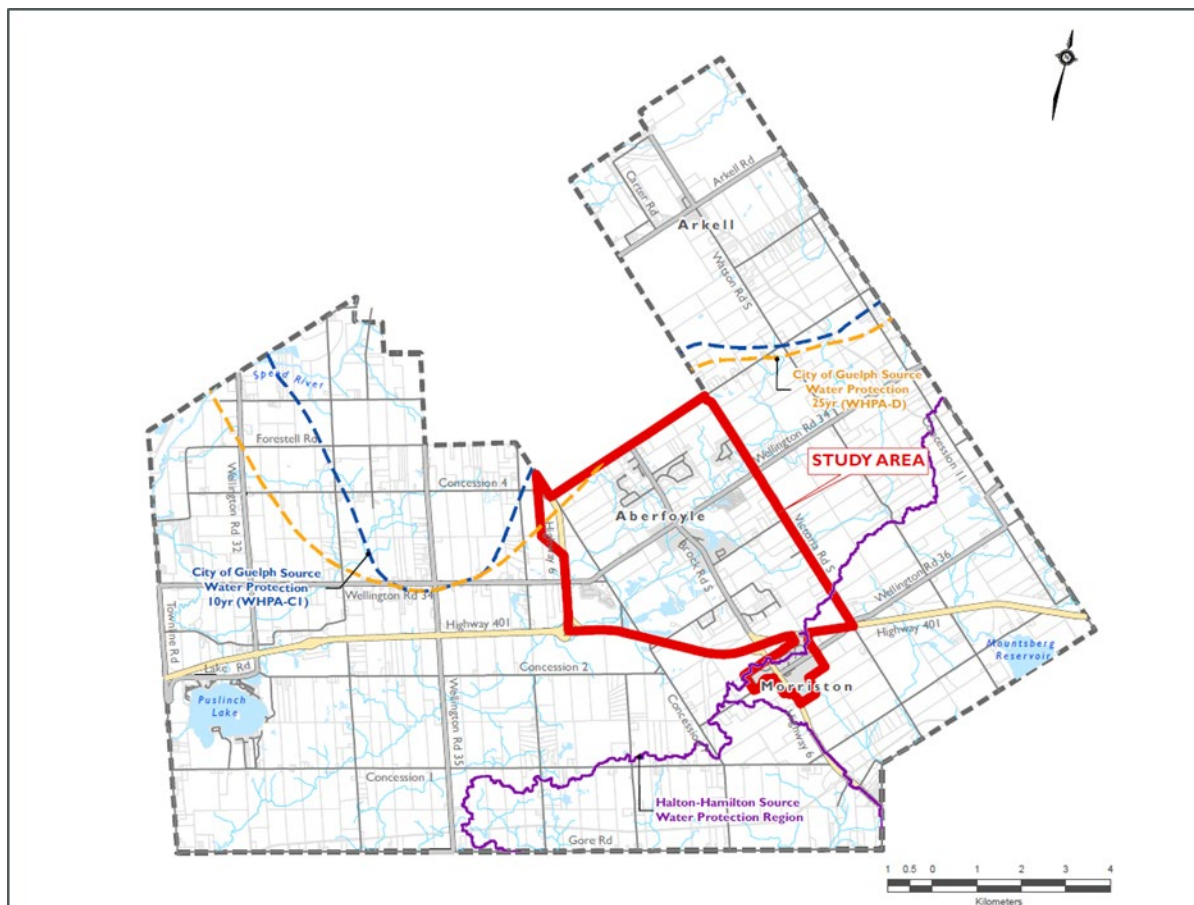 Carter Rd
Arkell Rd
Arkell
Watson Rd S
City of Guelph Source
Water Protection
25yr (WHPA-D)
Speed River
Forestell Rd
Wellington Rd 32
Concession 4
Highway 6
Wellington Rd 34
STUDY AREA
Aberfoyle
Brock Rd S
Victoria Rd S
Wellington Rd 36
City of Guelph Source
Water Protection
10yr (WHPA-C1)
Wellington Rd 34
Highway 401
Highway 401
Townline Rd
Lake Rd
Concession 2
Mountsberg
Reservoir
Puslinch
Lake
Morriston
Wellington Rd 35
Highway 6
Concession 1
Halton-Hamilton Source
Water Protection Region
Gore Rd
1 0.5 0 1 2 3 4
Kilometers